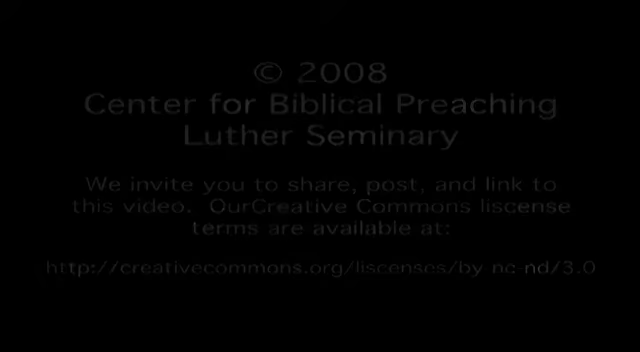 © 2008
Center for Biblical Preaching
Luther Seminary
We invite you to share, post, and link to
this video. OurCreative Commons liscense
terms are available at:
http://creativecommons.org/liscenses/by-nc-nd/3.0